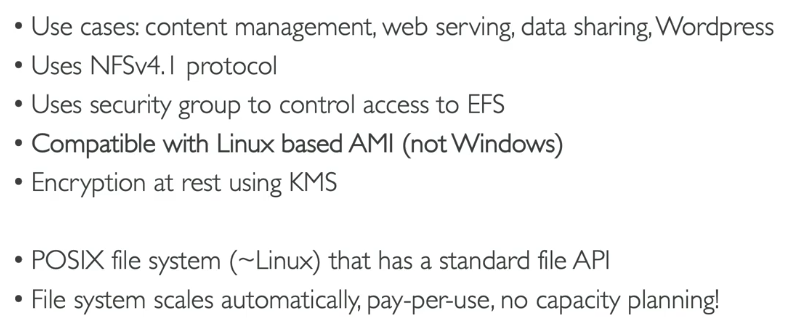 • Use cases: content management, web serving, data sharing, Wordpress
• Uses NFSv4.1 protocol
• Uses security group to control access to EFS
• Compatible with Linux based AMI (not Windows)
• Encryption at rest using KMS
• POSIX file system (~Linux) that has a standard file API
• File system scales automatically, pay-per-use, no capacity planning!